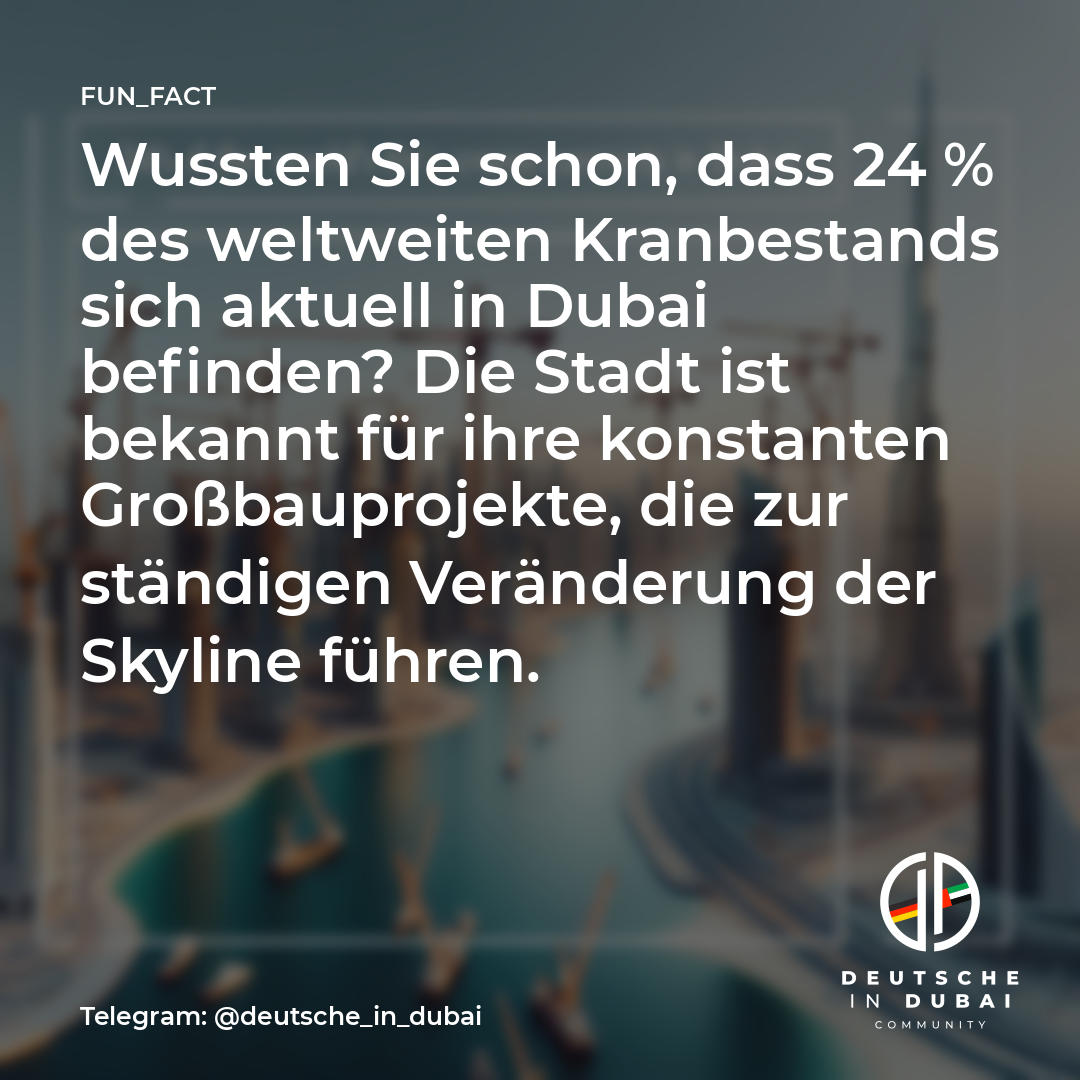 FUN_FACT
Wussten Sie schon, dass 24 %
des weltweiten Kranbestands
sich aktuell in Dubai
befinden? Die Stadt ist
bekannt für ihre konstanten
Großbauprojekte, die zur
ständigen Veränderung der
Skyline führen.
DEUTSCHE
IN DUBAI
COMMUNITY
Telegram: @deutsche_in_dubai